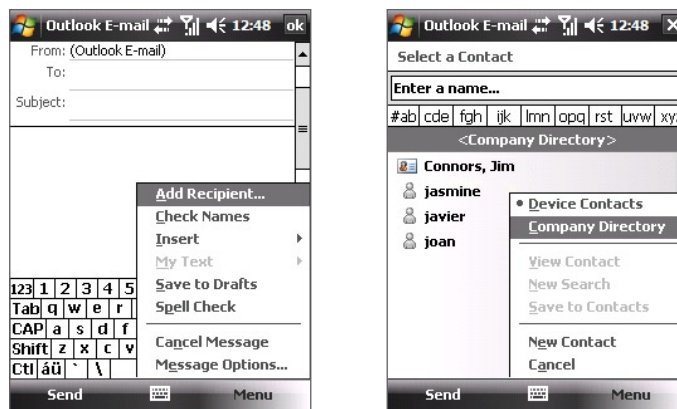 Outlook E-mail 12:48 ok
From: (Outlook E-mail)
To:
Subject:
Add Recipient...
Check Names
Insert
My Text
Save to Drafts
Spell Check
Cancel Message
Message Options...
123 1 2 3 4 5
Tab q w e r
CAP a s d f
Shift z x c v
Ctl áü ` \
Send Menu
Outlook E-mail 12:48 X
Select a Contact
Enter a name...
#ab cde fgh ijk lmn opq rst uvw xyz
<Company Directory>
Connors, Jim
jasmine
javier
joan
Device Contacts
Company Directory
View Contact
New Search
Save to Contacts
New Contact
Cancel
Send Menu